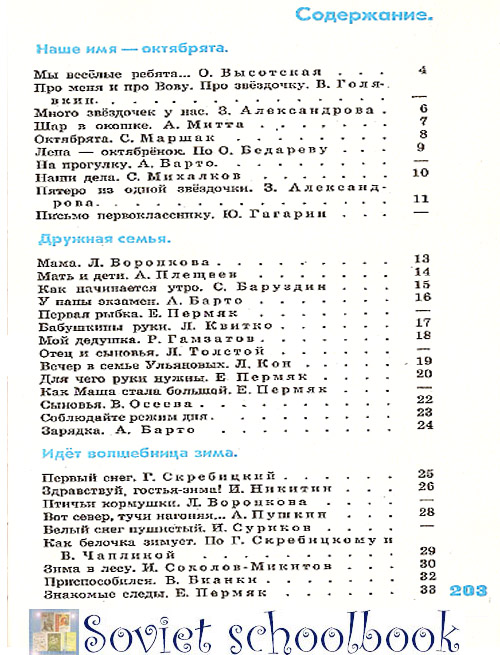 Содержание.
Наше имя — октябрята.
Мы весёлые ребята... О. Высотская . . . 4
Про меня и про Вову. Про звёздочку. В. Голя-
вкин. . . . . . . . . . . . . —
Много звёздочек у нас. З. Александрова . 6
Шар в окошке. А. Митта . . . . . . 7
Октябрята. С. Маршак . . . . . . . 8
Лепа — октябрёнок. По О. Бедареву . . . 9
На прогулку. А. Барто. . . . . . . —
Наши дела. С. Михалков . . . . . . 10
Пятеро из одной звёздочки. З. Александ-
рова. . . . . . . . . . . . 11
Письмо первокласснику. Ю. Гагарин . . . —
Дружная семья.
Мама. Л. Воронкова . . . . . . . 13
Мать и дети. А. Плещеев . . . . . . 14
Как начинается утро. С. Баруздин . . . 15
У папы экзамен. А. Барто . . . . . 16
Первая рыбка. Е. Пермяк . . . . . . —
Бабушкины руки. Л. Квитко . . . . . 17
Мой дедушка. Р. Гамзатов . . . . . 18
Отец и сыновья. Л. Толстой . . . . . —
Вечер в семье Ульяновых. Л. Кон . . . . 19
Для чего руки нужны. Е Пермяк . . . . 20
Как Маша стала большой. Е. Пермяк . . . —
Сыновья. В. Осеева . . . . . . . . 22
Соблюдайте режим дня. . . . . . . 23
Зарядка. А. Барто . . . . . . . . 24
Идёт волшебница зима.
Первый снег. Г. Скребицкий . . . . . 25
Здравствуй, гостья-зима! И. Никитин . . . 26
Птичьи кормушки. Л. Воронкова . . . . —
Вот север, тучи нагоняя,.. А. Пушкин . . . 28
Белый снег пушистый. И. Суриков . . . —
Как белочка зимует. По Г. Скребицкому и
В. Чаплиной . . . . . . . . . 29
Зима в лесу. И. Соколов-Микитов . . . . 30
Приспособился. В. Бианки . . . . . . 32
Знакомые следы. Е. Пермяк . . . . . 33
203
Soviet schoolbook